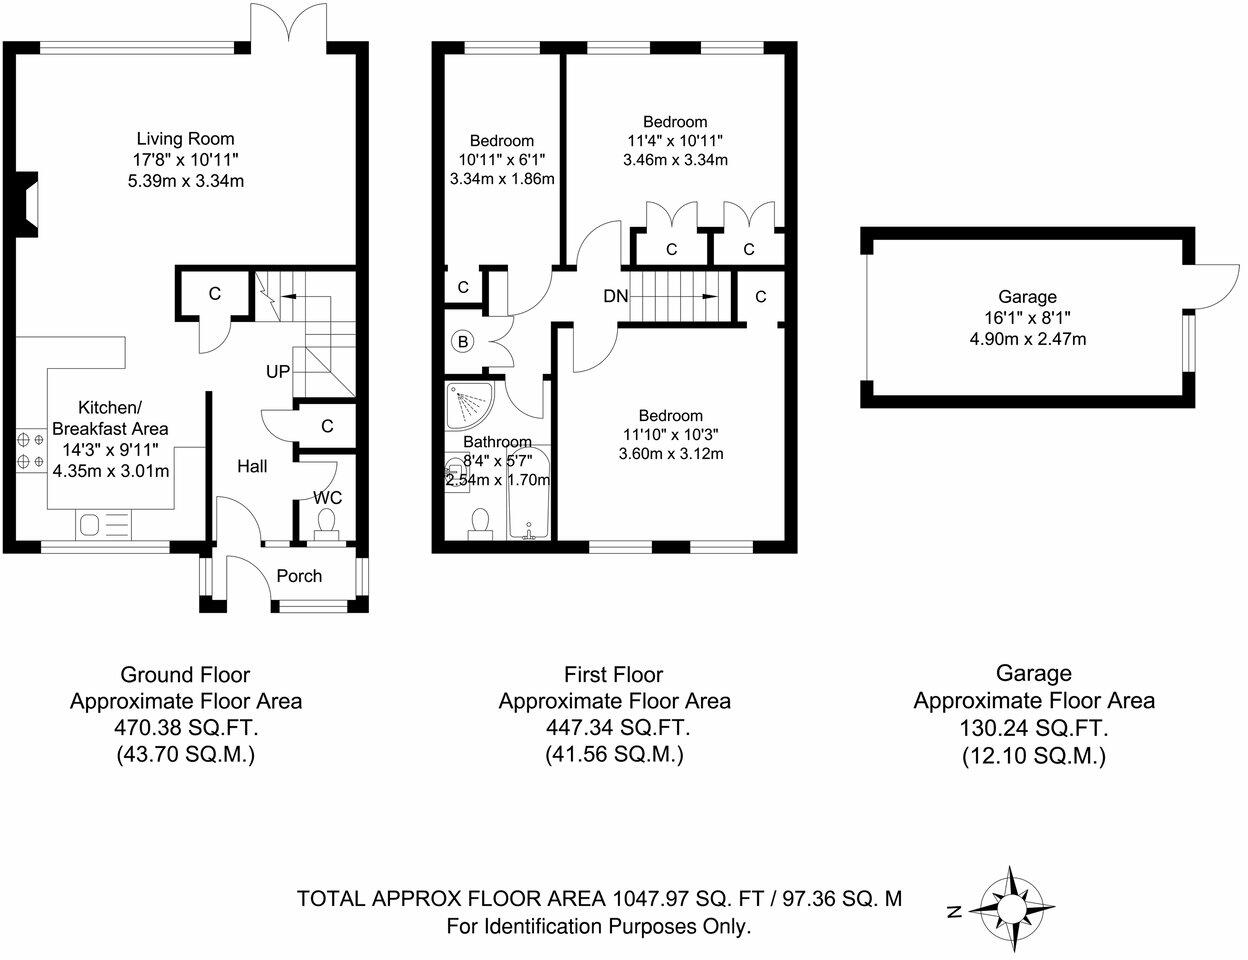 Living Room
17'8" x 10'11"
5.39m x 3.34m
C
UP
Kitchen/
Breakfast Area
14'3" x 9'11"
4.35m x 3.01m
C
Hall
WC
Porch
Bedroom
10'11" x 6'1"
3.34m x 1.86m
Bedroom
11'4" x 10'11"
3.46m x 3.34m
C
C
C
DN
C
B
Bedroom
11'10" x 10'3"
3.60m x 3.12m
Bathroom
8'4" x 5'7"
2.54m x 1.70m
Garage
16'1" x 8'1"
4.90m x 2.47m
Ground Floor
Approximate Floor Area
470.38 SQ.FT.
(43.70 SQ.M.)
First Floor
Approximate Floor Area
447.34 SQ.FT.
(41.56 SQ.M.)
Garage
Approximate Floor Area
130.24 SQ.FT.
(12.10 SQ.M.)
TOTAL APPROX FLOOR AREA 1047.97 SQ. FT / 97.36 SQ. M
For Identification Purposes Only.
N